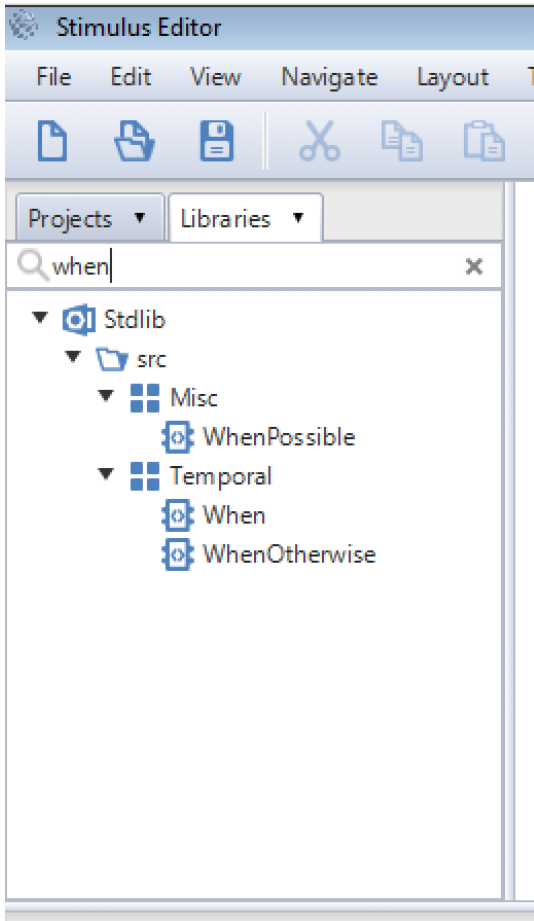 Stimulus Editor
File Edit View Navigate Layout
Projects Libraries
when
Stdlib
src
Misc
WhenPossible
Temporal
When
WhenOtherwise